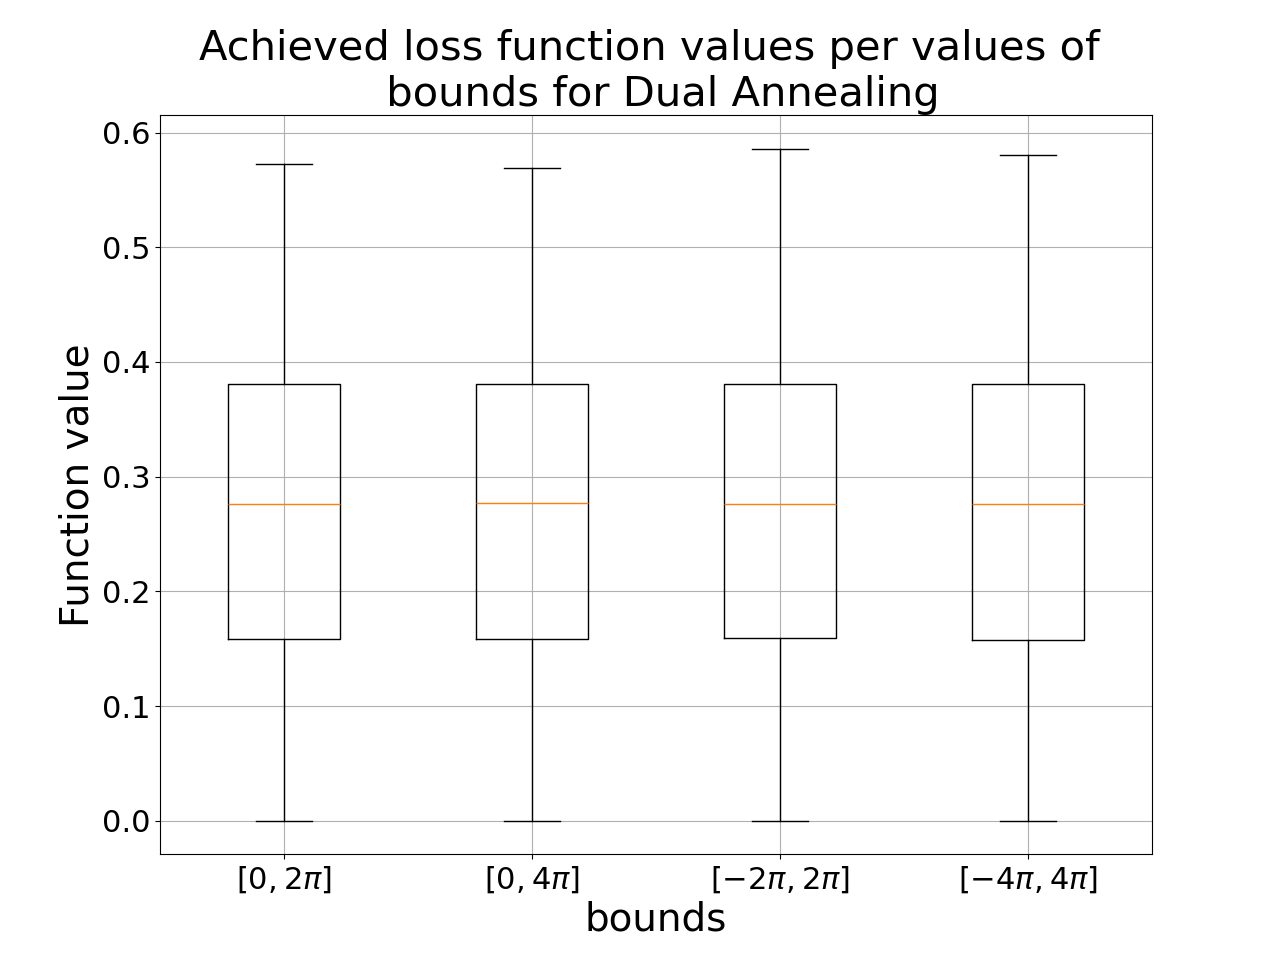 Achieved loss function values per values of
bounds for Dual Annealing
Function value
0.6
0.5
0.4
0.3
0.2
0.1
0.0
[0, 2π] [0, 4π] [−2π, 2π] [−4π, 4π]
bounds